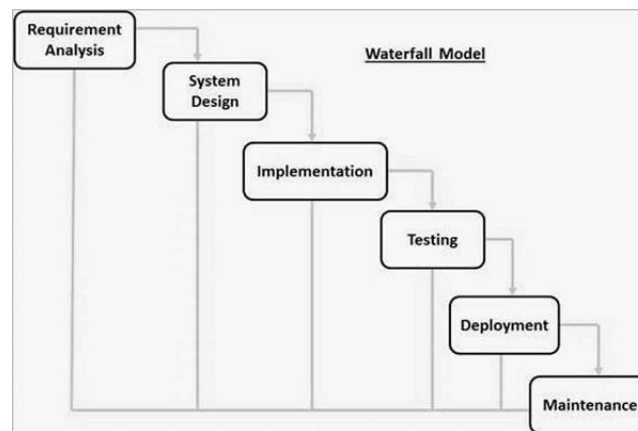 Requirement
Analysis
Waterfall Model
System
Design
Implementation
Testing
Deployment
Maintenance